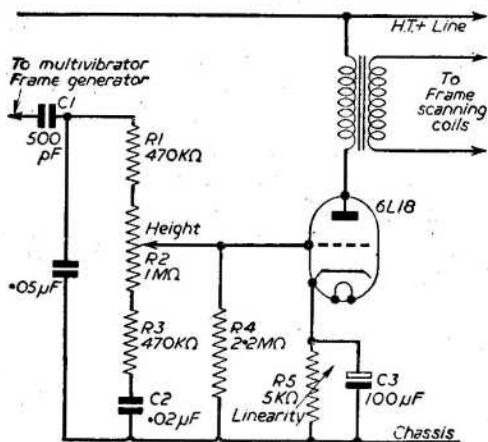 H.T.+ Line
To multivibrator
Frame generator
C1
500
pF
R1
470KΩ
To
Frame
scanning
coils
6L18
Height
R2
1MΩ
·05μF
R3
470KΩ
R4
2·2MΩ
R5
5KΩ
Linearity
C3
100μF
C2
·02μF
Chassis